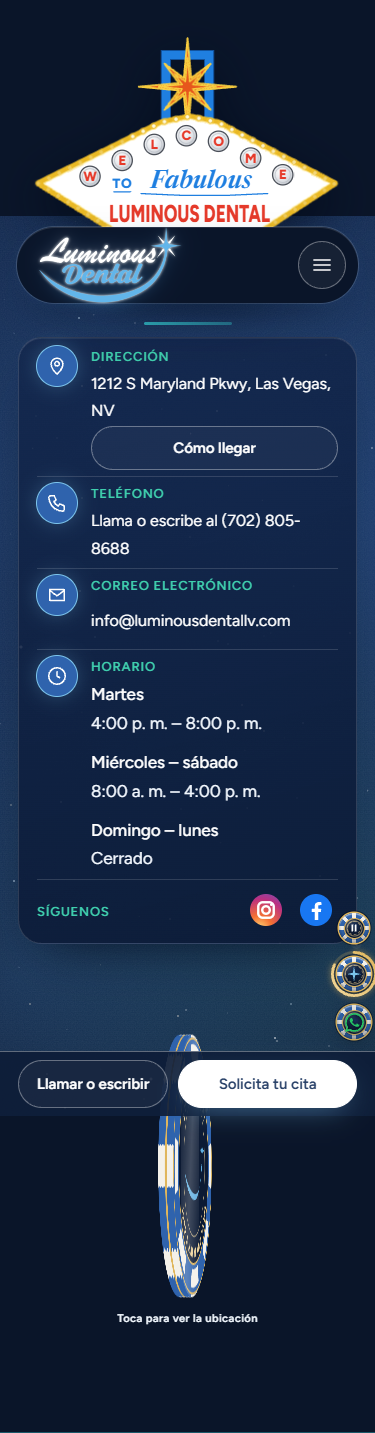 WELCOME
TO Fabulous
LUMINOUS DENTAL
Luminous
Dental
DIRECCIÓN
1212 S Maryland Pkwy, Las Vegas,
NV
Cómo llegar
TELÉFONO
Llama o escribe al (702) 805-
8688
CORREO ELECTRÓNICO
info@luminousdentallv.com
HORARIO
Martes
4:00 p. m. – 8:00 p. m.
Miércoles – sábado
8:00 a. m. – 4:00 p. m.
Domingo – lunes
Cerrado
SÍGUENOS
Llamar o escribir
Solicita tu cita
Toca para ver la ubicación